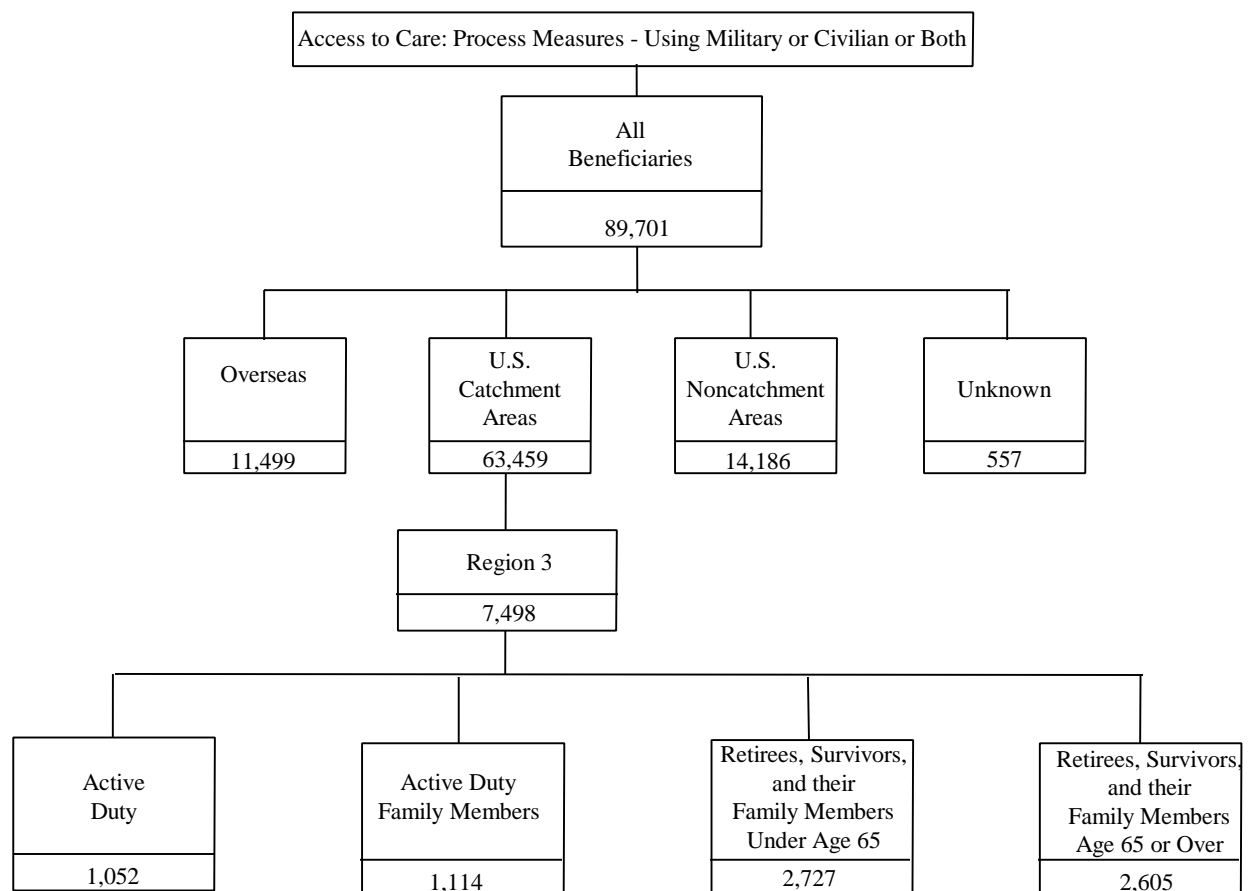 Access to Care: Process Measures - Using Military or Civilian or Both
All
Beneficiaries
89,701
Overseas
11,499
U.S.
Catchment
Areas
63,459
U.S.
Noncatchment
Areas
14,186
Unknown
557
Region 3
7,498
Active
Duty
1,052
Active Duty
Family Members
1,114
Retirees, Survivors,
and their
Family Members
Under Age 65
2,727
Retirees, Survivors,
and their
Family Members
Age 65 or Over
2,605